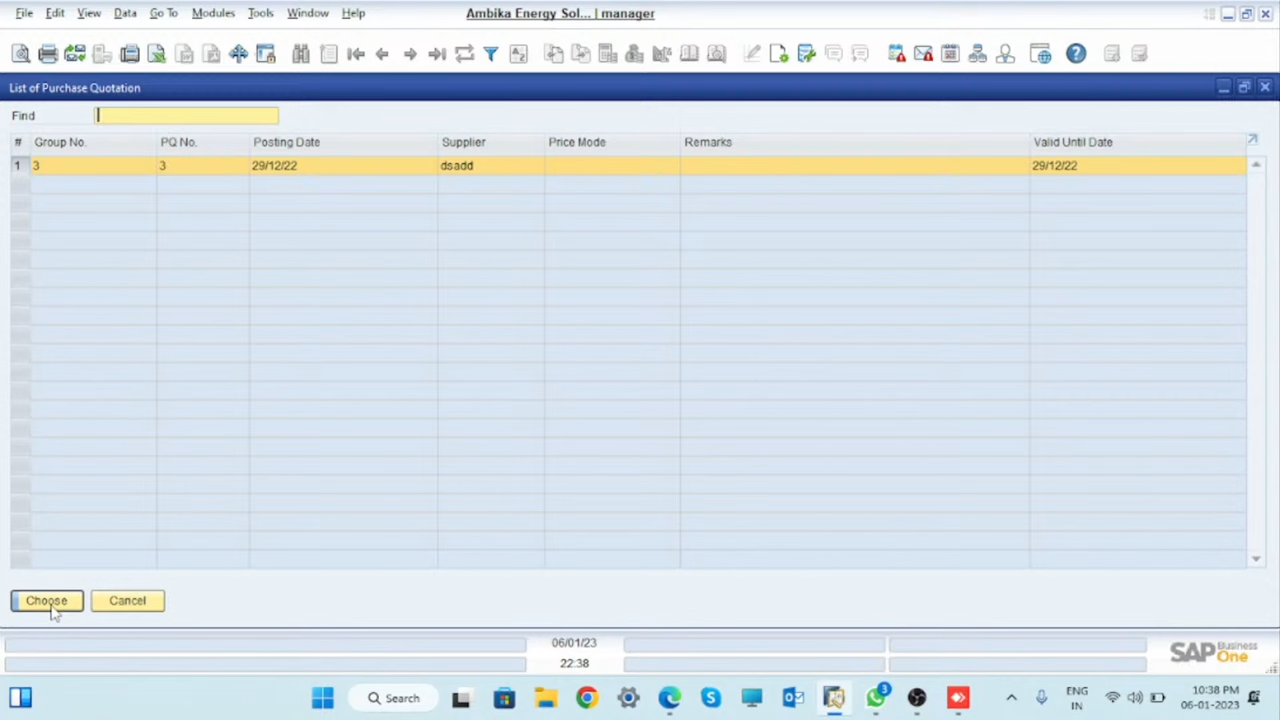 File Edit View Data Go To Modules Tools Window Help
Ambika Energy Sol... | manager
List of Purchase Quotation
Find
# Group No. PQ No. Posting Date Supplier Price Mode Remarks Valid Until Date
1 3 3 29/12/22 dsadd 29/12/22
Choose Cancel
06/01/23
22:38
SAP Business One
Search
3
ENG
IN
10:38 PM
06-01-2023